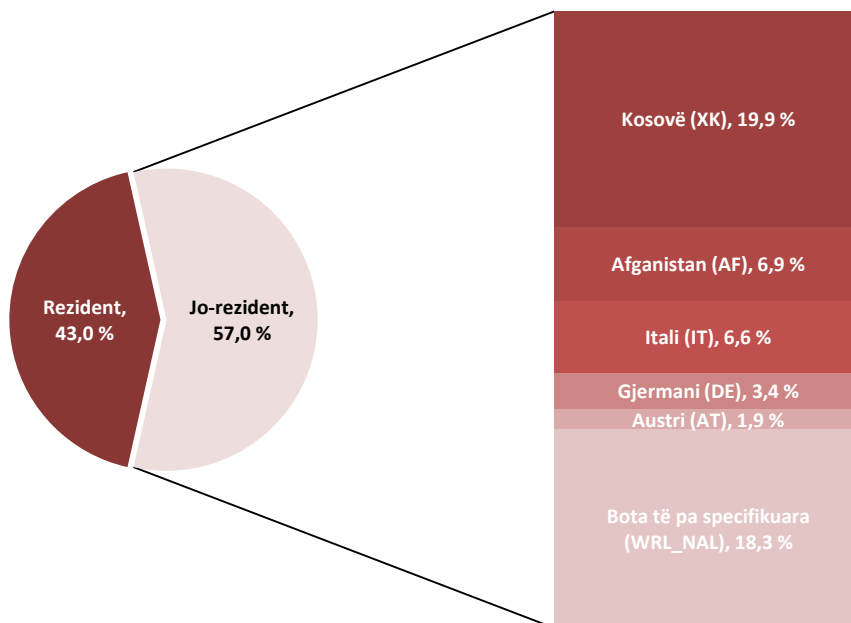 Rezident,
43,0 %
Jo-rezident,
57,0 %
Kosovë (XK), 19,9 %
Afganistan (AF), 6,9 %
Itali (IT), 6,6 %
Gjermani (DE), 3,4 %
Austri (AT), 1,9 %
Bota të pa specifikuara
(WRL_NAL), 18,3 %